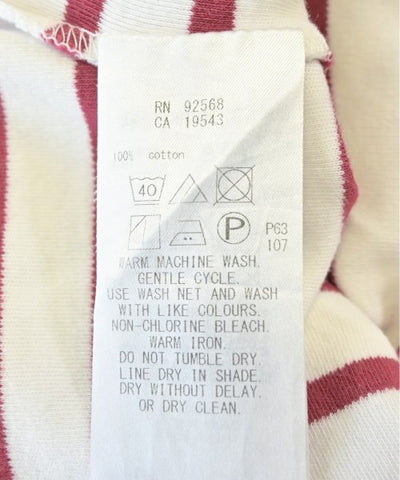 RN 92568
CA 19543
100% cotton
40
P P63
107
WARM MACHINE WASH.
GENTLE CYCLE.
USE WASH NET AND WASH
WITH LIKE COLOURS.
NON-CHLORINE BLEACH.
WARM IRON.
DO NOT TUMBLE DRY.
LINE DRY IN SHADE.
DRY WITHOUT DELAY.
OR DRY CLEAN.